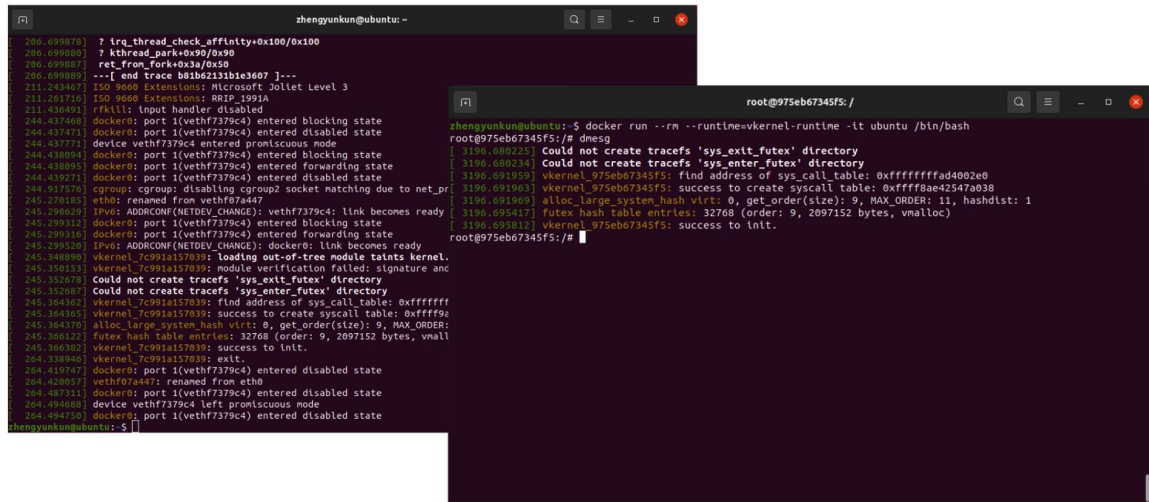 zhengyunkun@ubuntu: ~
[ 206.699878] ? irq_thread_check_affinity+0x100/0x100
[ 206.699880] ? kthread_park+0x90/0x90
[ 206.699887] ret_from_fork+0x3a/0x50
[ 206.699889] ---[ end trace b81b62131b1e3607 ]---
[ 211.243467] ISO 9660 Extensions: Microsoft Joliet Level 3
[ 211.261716] ISO 9660 Extensions: RRIP_1991A
[ 211.436491] rfkill: input handler disabled
[ 244.437468] docker0: port 1(vethf7379c4) entered blocking state
[ 244.437471] docker0: port 1(vethf7379c4) entered disabled state
[ 244.437771] device vethf7379c4 entered promiscuous mode
[ 244.438094] docker0: port 1(vethf7379c4) entered blocking state
[ 244.438095] docker0: port 1(vethf7379c4) entered forwarding state
[ 244.439271] docker0: port 1(vethf7379c4) entered disabled state
[ 244.917576] cgroup: cgroup: disabling cgroup2 socket matching due to net_pr
[ 245.270185] eth0: renamed from vethf07a447
[ 245.298629] IPv6: ADDRCONF(NETDEV_CHANGE): vethf7379c4: link becomes ready
[ 245.299312] docker0: port 1(vethf7379c4) entered blocking state
[ 245.299316] docker0: port 1(vethf7379c4) entered forwarding state
[ 245.299520] IPv6: ADDRCONF(NETDEV_CHANGE): docker0: link becomes ready
[ 245.348890] vkernel_7c991a157039: loading out-of-tree module taints kernel.
[ 245.350153] vkernel_7c991a157039: module verification failed: signature and
[ 245.352678] Could not create tracefs 'sys_exit_futex' directory
[ 245.352687] Could not create tracefs 'sys_enter_futex' directory
[ 245.364362] vkernel_7c991a157039: find address of sys_call_table: 0xfffffff
[ 245.364365] vkernel_7c991a157039: success to create syscall table: 0xffff9a
[ 245.364370] alloc_large_system_hash virt: 0, get_order(size): 9, MAX_ORDER:
[ 245.366122] futex hash table entries: 32768 (order: 9, 2097152 bytes, vmall
[ 245.366382] vkernel_7c991a157039: success to init.
[ 264.338946] vkernel_7c991a157039: exit.
[ 264.419747] docker0: port 1(vethf7379c4) entered disabled state
[ 264.420057] vethf07a447: renamed from eth0
[ 264.487311] docker0: port 1(vethf7379c4) entered disabled state
[ 264.494688] device vethf7379c4 left promiscuous mode
[ 264.494750] docker0: port 1(vethf7379c4) entered disabled state
zhengyunkun@ubuntu:~$
root@975eb67345f5: /
zhengyunkun@ubuntu:~$ docker run --rm --runtime=vkernel-runtime -it ubuntu /bin/bash
root@975eb67345f5:/# dmesg
[ 3196.680225] Could not create tracefs 'sys_exit_futex' directory
[ 3196.680234] Could not create tracefs 'sys_enter_futex' directory
[ 3196.691959] vkernel_975eb67345f5: find address of sys_call_table: 0xffffffffad4002e0
[ 3196.691963] vkernel_975eb67345f5: success to create syscall table: 0xffff8ae42547a038
[ 3196.691969] alloc_large_system_hash virt: 0, get_order(size): 9, MAX_ORDER: 11, hashdist: 1
[ 3196.695417] futex hash table entries: 32768 (order: 9, 2097152 bytes, vmalloc)
[ 3196.695812] vkernel_975eb67345f5: success to init.
root@975eb67345f5:/#